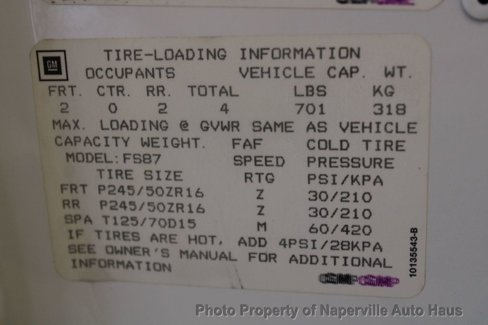 GM
TIRE-LOADING INFORMATION
OCCUPANTS VEHICLE CAP. WT.
FRT. CTR. RR. TOTAL LBS KG
2 0 2 4 701 318
MAX. LOADING @ GVWR SAME AS VEHICLE
CAPACITY WEIGHT. FAF COLD TIRE
MODEL:FS87 SPEED PRESSURE
TIRE SIZE RTG PSI/KPA
FRT P245/50ZR16 Z 30/210
RR P245/50ZR16 Z 30/210
SPA T125/70D15 M 60/420
IF TIRES ARE HOT, ADD 4PSI/28KPA
SEE OWNER'S MANUAL FOR ADDITIONAL
INFORMATION
10135543-B
Photo Property of Naperville Auto Haus